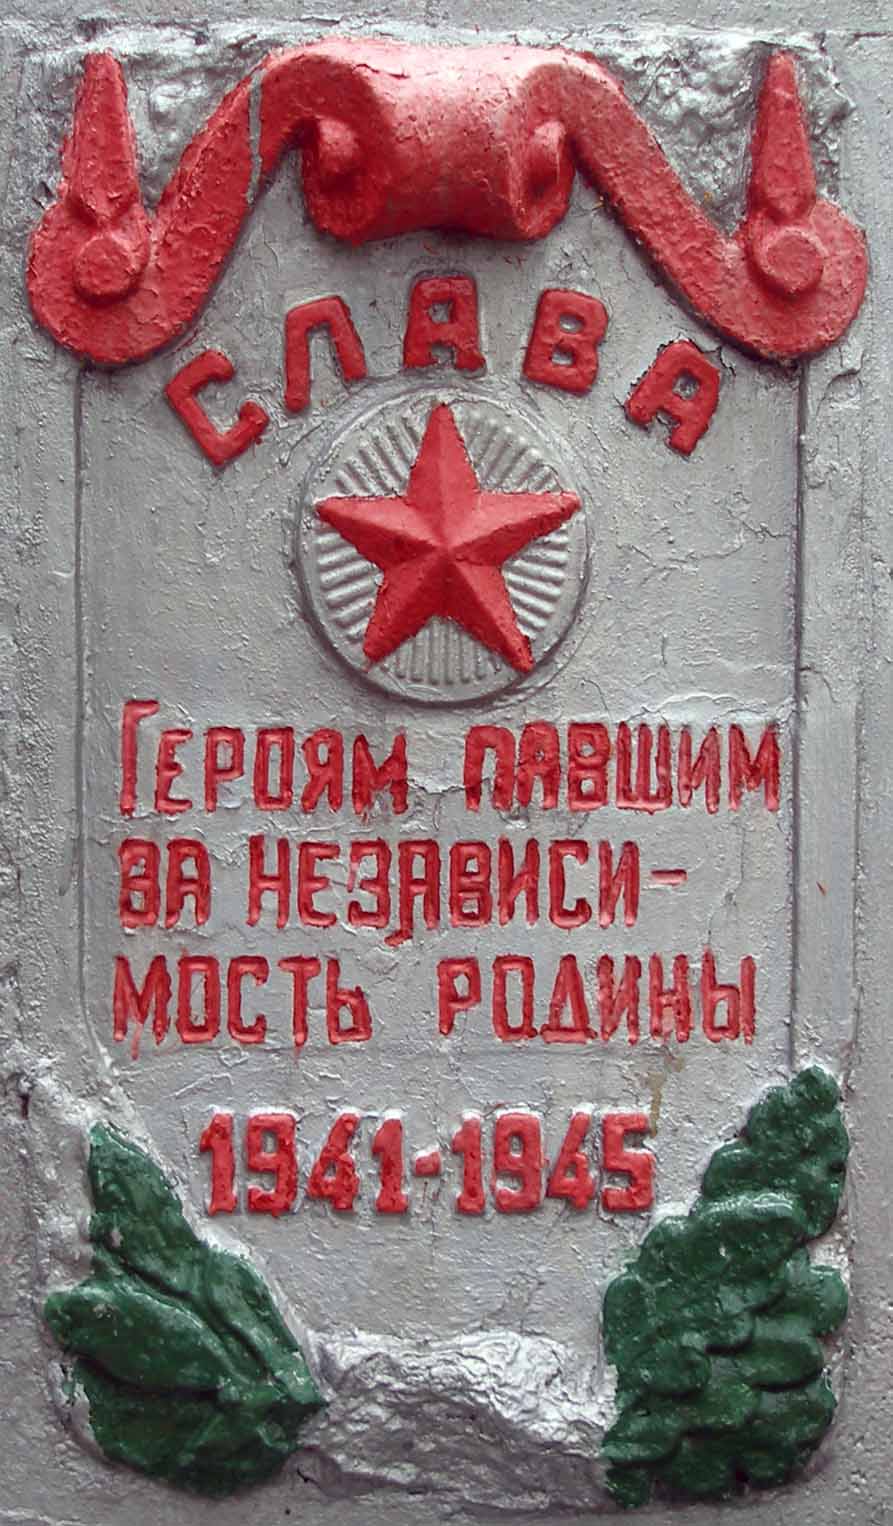 СЛАВА
ГЕРОЯМ ПАВШИМ
ЗА НЕЗАВИСИ-
МОСТЬ РОДИНЫ
1941-1945